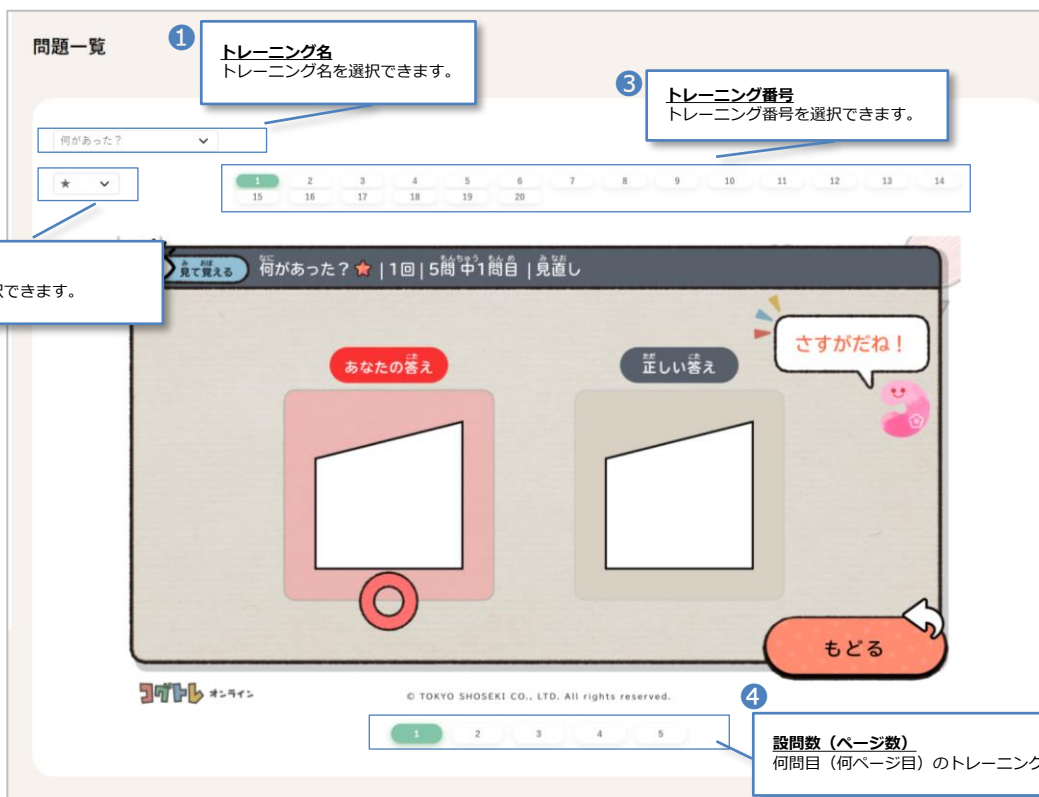 問題一覧
1
トレーニング名
トレーニング名を選択できます。
3
トレーニング番号
トレーニング番号を選択できます。
何があった?
★
1 2 3 4 5 6 7 8 9 10 11 12 13 14
15 16 17 18 19 20
択できます。
見て覚える 何があった?★|1回|5問中1問目|見直し
さすがだね!
あなたの答え
正しい答え
もどる
コグトレ オンライン
© TOKYO SHOSEKI CO., LTD. All rights reserved.
4
1 2 3 4 5
設問数(ページ数)
何問目(何ページ目)のトレーニング